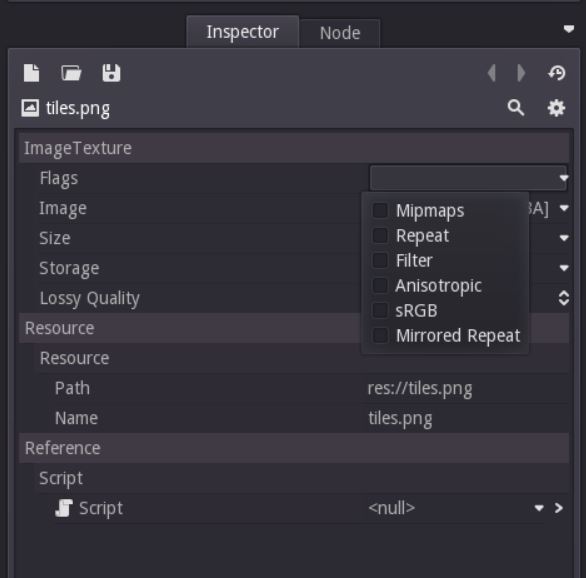 Inspector Node
tiles.png
ImageTexture
Flags
Image BA]
Size
Storage
Lossy Quality
Mipmaps
Repeat
Filter
Anisotropic
sRGB
Mirrored Repeat
Resource
Resource
Path res://tiles.png
Name tiles.png
Reference
Script
Script <null>